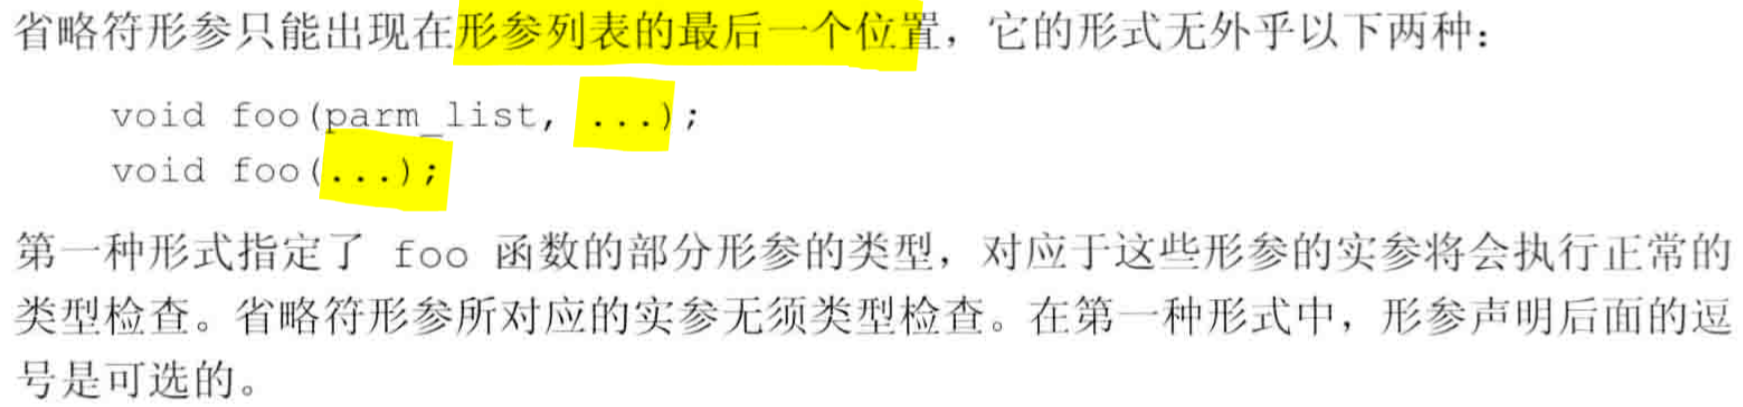 省略符形参只能出现在形参列表的最后一个位置，它的形式无外乎以下两种：
void foo(parm_list, ...);
void foo(...);
第一种形式指定了 foo 函数的部分形参的类型，对应于这些形参的实参将会执行正常的
类型检查。省略符形参所对应的实参无须类型检查。在第一种形式中，形参声明后面的逗
号是可选的。